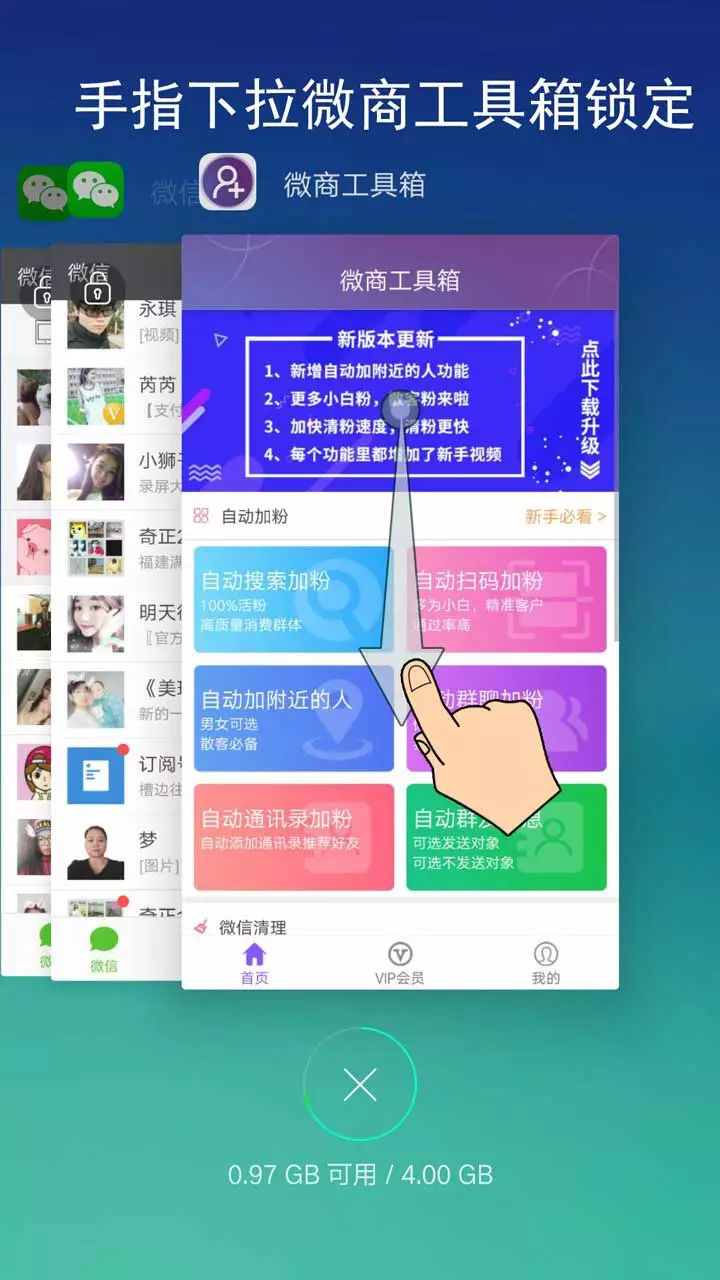 手指下拉微商工具箱锁定
微信
微商工具箱
微信
微信
微商工具箱
永琪
[视频]
芮芮
【支付
小狮子
录屏大
奇正2
福建满
明天
〖官方
《美
新的一
订阅号
槽边往
梦
[图片]
微
微信
新版本更新
1、新增自动加附近的人功能
2、更多小白粉，散客粉来啦
3、加快清粉速度，清粉更快
4、每个功能里都增加了新手视频
点此下载升级
自动加粉
新手必看 >
自动搜索加粉
100%活粉
高质量消费群体
自动扫码加粉
多为小白，精准客户
通过率高
自动加附近的人
男女可选
散客必备
动群聊加粉
自动通讯录加粉
自动添加通讯录推荐好友
自动群发 息
可选发送对象
可选不发送对象
微信清理
首页
VIP会员
我的
0.97 GB 可用 / 4.00 GB